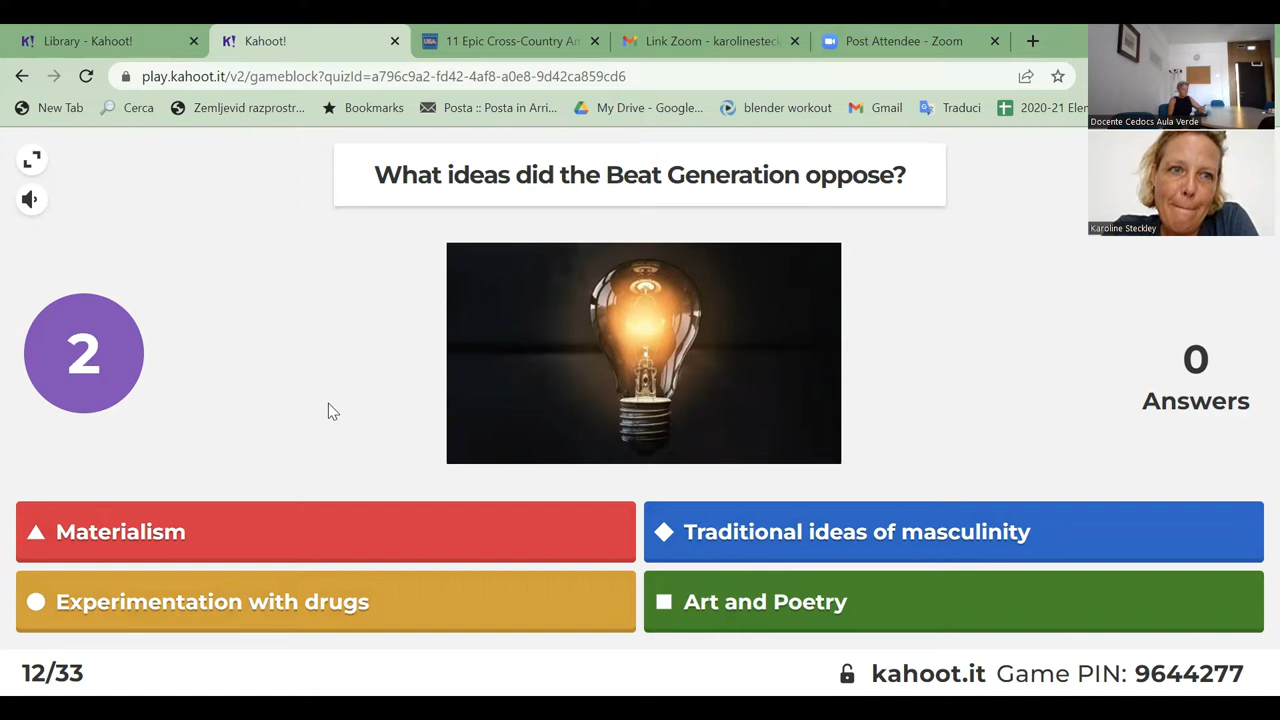 Library - Kahoot!
Kahoot!
11 Epic Cross-Country Am
Link Zoom - karolinesteck
Post Attendee - Zoom
play.kahoot.it/v2/gameblock?quizId=a796c9a2-fd42-4af8-a0e8-9d42ca859cd6
New Tab
Cerca
Zemljevid razprostr...
Bookmarks
Posta :: Posta in Arri...
My Drive - Google...
blender workout
Gmail
Traduci
2020-21 Elem
Docente Cedocs Aula Verde
Karoline Steckley
What ideas did the Beat Generation oppose?
2
0
Answers
Materialism
Traditional ideas of masculinity
Experimentation with drugs
Art and Poetry
12/33
kahoot.it Game PIN: 9644277